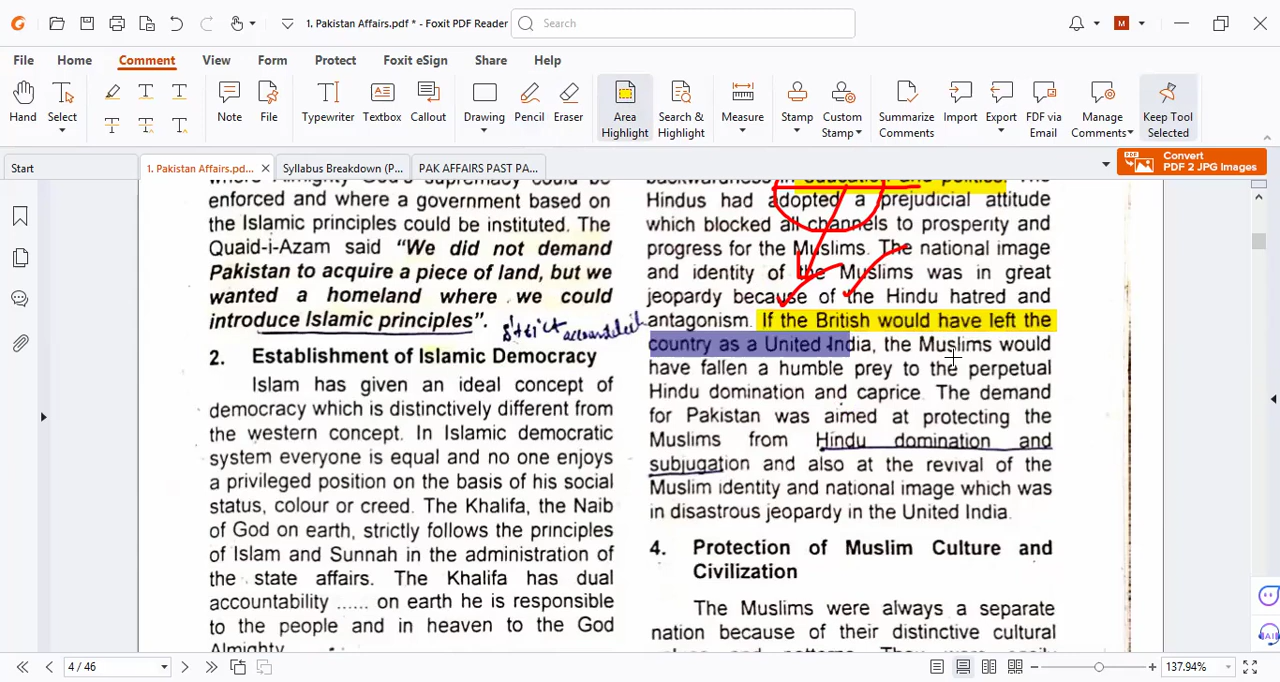 1. Pakistan Affairs.pdf * - Foxit PDF Reader
Search
M
File
Home
Comment
View
Form
Protect
Foxit eSign
Share
Help
Hand
Select
Note
File
Typewriter
Textbox
Callout
Drawing
Pencil
Eraser
Area
Highlight
Search &
Highlight
Measure
Stamp
Custom
Stamp
Summarize
Comments
Import
Export
FDF via
Email
Manage
Comments
Keep Tool
Selected
Start
1. Pakistan Affairs.pd...
Syllabus Breakdown (P...
PAK AFFAIRS PAST PA...
Convert
PDF 2 JPG Images
where Almighty God's supremacy could be
enforced and where a government based on
the Islamic principles could be instituted. The
Quaid-i-Azam said "We did not demand
Pakistan to acquire a piece of land, but we
wanted a homeland where we could
introduce Islamic principles".
2. Establishment of Islamic Democracy
Islam has given an ideal concept of
democracy which is distinctively different from
the western concept. In Islamic democratic
system everyone is equal and no one enjoys
a privileged position on the basis of his social
status, colour or creed. The Khalifa, the Naib
of God on earth, strictly follows the principles
of Islam and Sunnah in the administration of
the state affairs. The Khalifa has dual
accountability ...... on earth he is responsible
to the people and in heaven to the God
Almighty.
backwardness in education and politics. The
Hindus had adopted a prejudicial attitude
which blocked all channels to prosperity and
progress for the Muslims. The national image
and identity of the Muslims was in great
jeopardy because of the Hindu hatred and
antagonism. If the British would have left the
country as a United India, the Muslims would
have fallen a humble prey to the perpetual
Hindu domination and caprice. The demand
for Pakistan was aimed at protecting the
Muslims from Hindu domination and
subjugation and also at the revival of the
Muslim identity and national image which was
in disastrous jeopardy in the United India.
4. Protection of Muslim Culture and
Civilization
The Muslims were always a separate
nation because of their distinctive cultural
4 / 46
137.94%